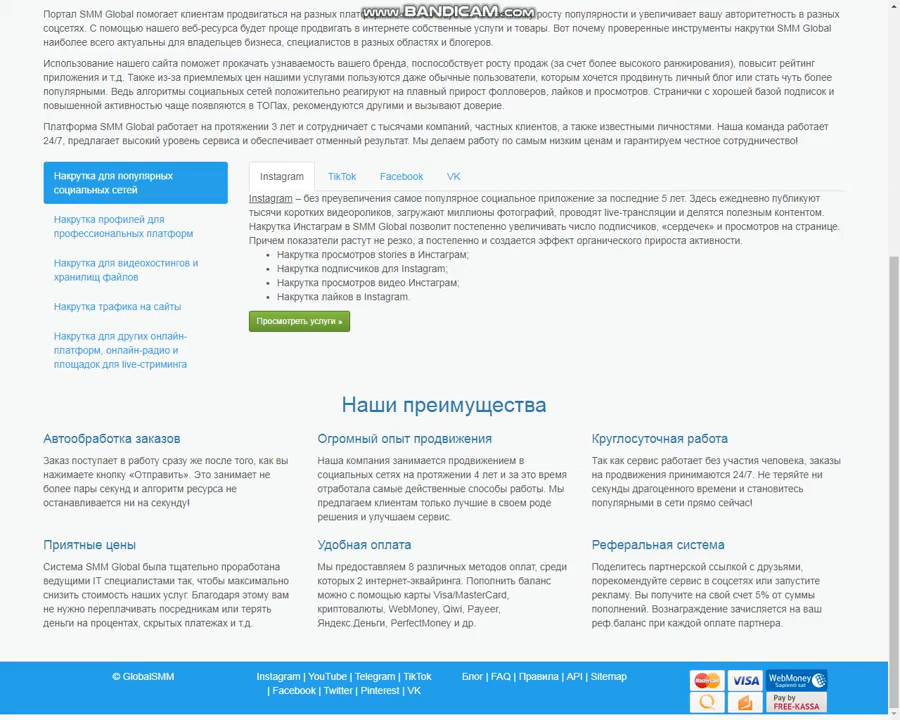 www.BANDICAM.com
Портал SMM Global помогает клиентам продвигаться на разных росту популярности и увеличивает вашу авторитетность в разных
соцсетях. С помощью нашего веб-ресурса будет проще продвигать в интернете собственные услуги и товары. Вот почему проверенные инструменты накрутки SMM Global
наиболее всего актуальны для владельцев бизнеса, специалистов в разных областях и блогеров.
Использование нашего сайта поможет прокачать узнаваемость вашего бренда, поспособствует росту продаж (за счет более высокого ранжирования), повысит рейтинг
приложения и т.д. Также из-за приемлемых цен нашими услугами пользуются даже обычные пользователи, которым хочется продвинуть личный блог или стать чуть более
популярными. Ведь алгоритмы социальных сетей положительно реагируют на плавный прирост фолловеров, лайков и просмотров. Странички с хорошей базой подписок и
повышенной активностью чаще появляются в ТОПах, рекомендуются другими и вызывают доверие.
Платформа SMM Global работает на протяжении 3 лет и сотрудничает с тысячами компаний, частных клиентов, а также известными личностями. Наша команда работает
24/7, предлагает высокий уровень сервиса и обеспечивает отменный результат. Мы делаем работу по самым низким ценам и гарантируем честное сотрудничество!
Накрутка для популярных
социальных сетей
Накрутка профилей для
профессиональных платформ
Накрутка для видеохостингов и
хранилищ файлов
Накрутка трафика на сайты
Накрутка для других онлайн-
платформ, онлайн-радио и
площадок для live-стриминга
Instagram TikTok Facebook VK
Instagram – без преувеличения самое популярное социальное приложение за последние 5 лет. Здесь ежедневно публикуют
тысячи коротких видеороликов, загружают миллионы фотографий, проводят live-трансляции и делятся полезным контентом.
Накрутка Инстаграм в SMM Global позволит постепенно увеличивать число подписчиков, «сердечек» и просмотров на странице.
Причем показатели растут не резко, а постепенно и создается эффект органического прироста активности.
• Накрутка просмотров stories в Инстаграм;
• Накрутка подписчиков для Instagram;
• Накрутка просмотров видео Инстаграм;
• Накрутка лайков в Instagram.
Просмотреть услуги »
Наши преимущества
Автообработка заказов
Заказ поступает в работу сразу же после того, как вы
нажимаете кнопку «Отправить». Это занимает не
более пары секунд и алгоритм ресурса не
останавливается ни на секунду!
Огромный опыт продвижения
Наша компания занимается продвижением в
социальных сетях на протяжении 4 лет и за это время
отработала самые действенные способы работы. Мы
предлагаем клиентам только лучшие в своем роде
решения и улучшаем сервис.
Круглосуточная работа
Так как сервис работает без участия человека, заказы
на продвижения принимаются 24/7. Не теряйте ни
секунды драгоценного времени и становитесь
популярными в сети прямо сейчас!
Приятные цены
Система SMM Global была тщательно проработана
ведущими IT специалистами так, чтобы максимально
снизить стоимость наших услуг. Благодаря этому вам
не нужно переплачивать посредникам или терять
деньги на процентах, скрытых платежах и т.д.
Удобная оплата
Мы предоставляем 8 различных методов оплат, среди
которых 2 интернет-эквайринга. Пополнить баланс
можно с помощью карты Visa/MasterCard,
криптовалюты, WebMoney, Qiwi, Payeer,
Яндекс.Деньги, PerfectMoney и др.
Реферальная система
Поделитесь партнерской ссылкой с друзьями,
порекомендуйте сервис в соцсетях или запустите
рекламу. Вы получите на свой счет 5% от суммы
пополнений. Вознаграждение зачисляется на ваш
реф.баланс при каждой оплате партнера.
© GlobalSMM
Instagram | YouTube | Telegram | TikTok
| Facebook | Twitter | Pinterest | VK
Блог | FAQ | Правила | API | Sitemap
MasterCard VISA WebMoney
Sapienti sat
Pay by
FREE-KASSA